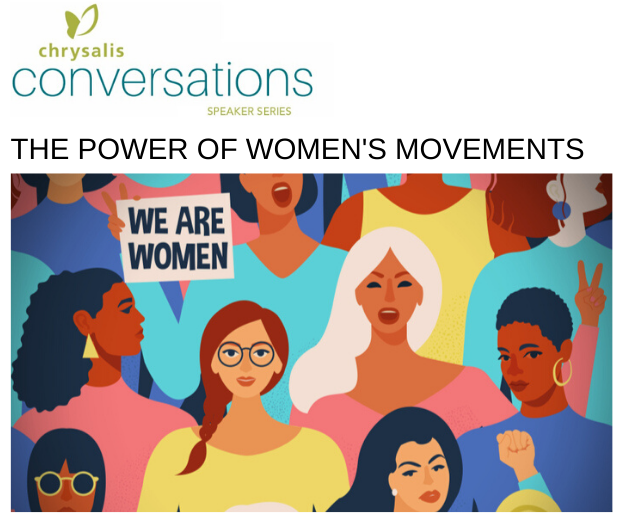 chrysalis
conversations
SPEAKER SERIES
THE POWER OF WOMEN'S MOVEMENTS
WE ARE
WOMEN